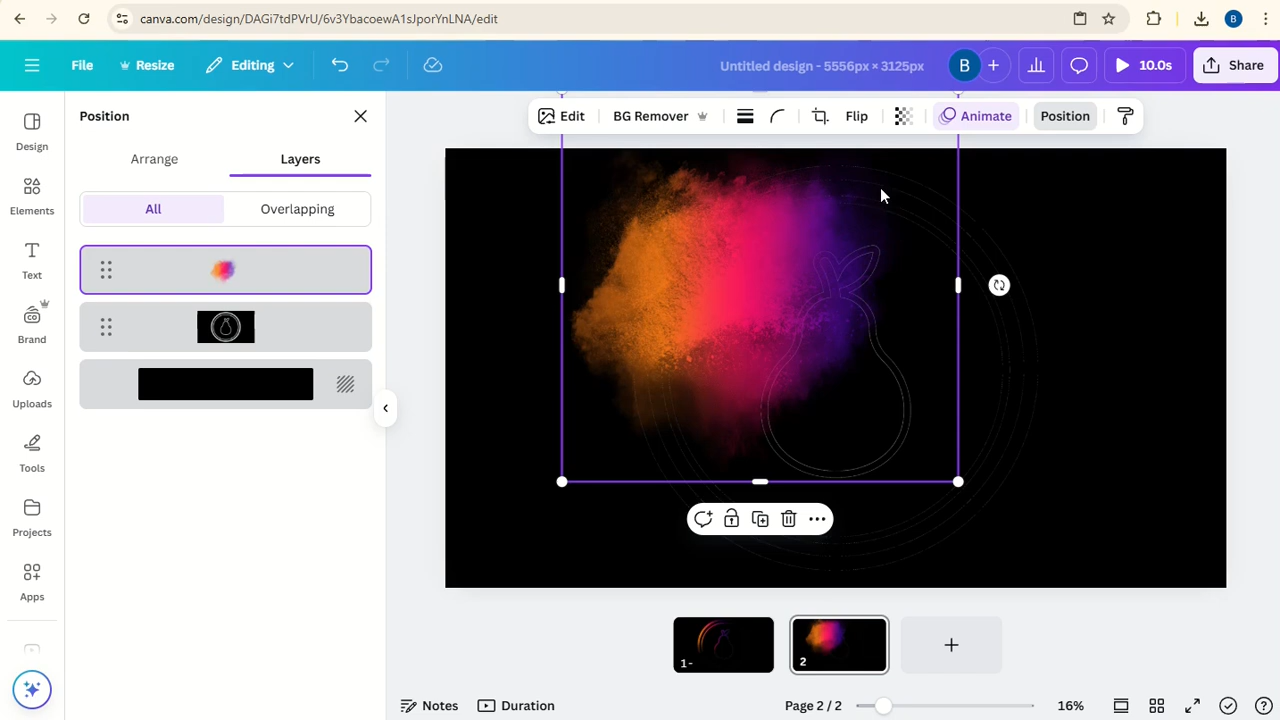 canva.com/design/DAGi7tdPVrU/6v3YbacoewA1sJporYnLNA/edit
B
File
Resize
Editing
Untitled design - 5556px × 3125px
B
10.0s
Share
Position
Edit
BG Remover
Flip
Animate
Position
Design
Arrange
Layers
All
Overlapping
Elements
Text
Brand
Uploads
Tools
Projects
Apps
1-
2
Notes
Duration
Page 2 / 2
16%